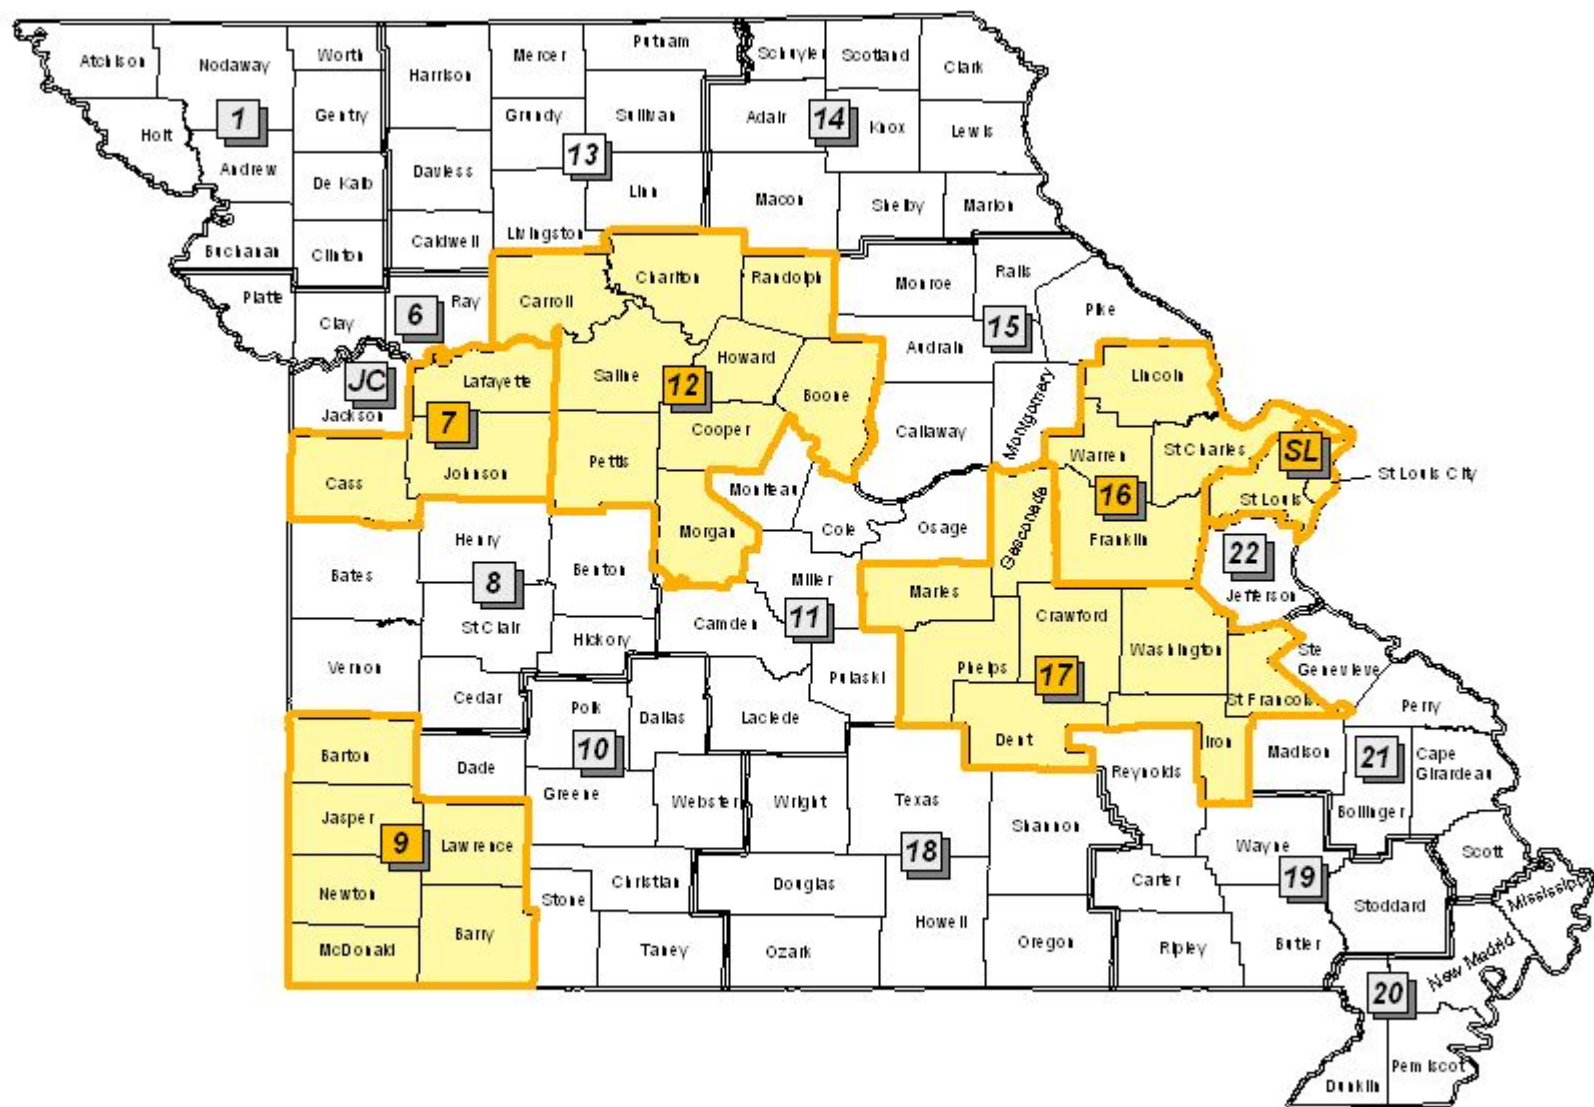 Atchison
Nodaway
Worth
Harrison
Mercer
Putnam
Schuyler
Scotland
Clark
Holt
1
Gentry
Grundy
Sullivan
Adair
14
Knox
Lewis
Andrew
De Kalb
Daviess
13
Linn
Macon
Shelby
Marion
Buchanan
Clinton
Caldwell
Livingston
Chariton
Randolph
Monroe
Ralls
Platte
Clay
6
Ray
Carroll
15
Pike
JC
Jackson
Lafayette
Saline
12
Howard
Boone
Audrain
Lincoln
7
Johnson
Cass
Pettis
Cooper
Callaway
Montgomery
Warren
St Charles
SL
St Louis City
St Louis
16
Moniteau
Morgan
Cole
Osage
Gasconade
Franklin
22
Jefferson
Henry
Bates
8
Benton
Miller
Maries
St Clair
Camden
11
Crawford
Washington
Hickory
Vernon
Cedar
Pulaski
Phelps
17
Ste
Genevieve
St Francois
Perry
Polk
Dallas
Laclede
10
Dent
Iron
Madison
21
Cape
Girardeau
Barton
Dade
Greene
Webster
Wright
Texas
Reynolds
Bollinger
Jasper
9
Lawrence
Shannon
18
Wayne
Scott
Newton
Stone
Christian
Douglas
Carter
19
Stoddard
Mississippi
McDonald
Barry
Taney
Ozark
Howell
Oregon
Ripley
Butler
New Madrid
20
Dunklin
Pemiscot